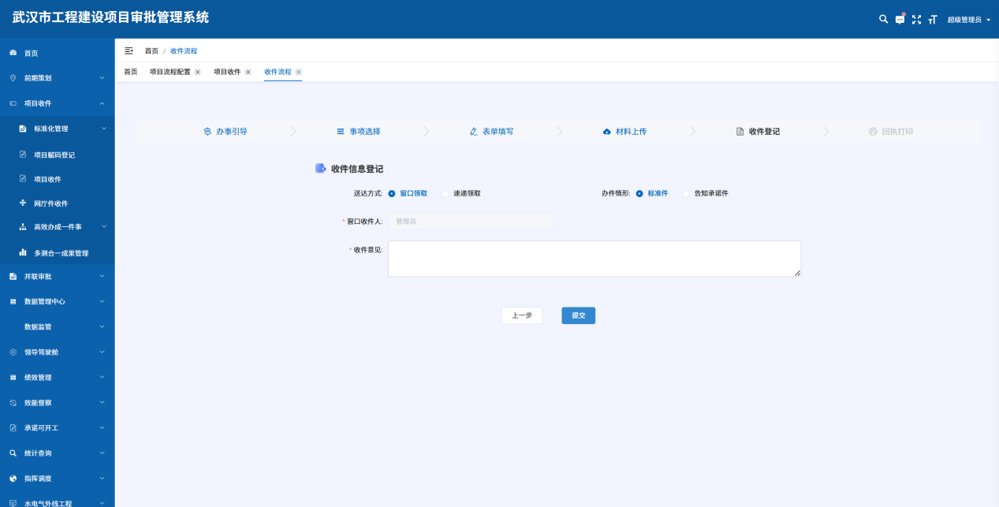 武汉市工程建设项目审批管理系统
超级管理员
首页
前期策划
项目收件
标准化管理
项目赋码登记
项目收件
网厅件收件
高效办成一件事
多测合一成果管理
并联审批
数据管理中心
数据监管
领导驾驶舱
绩效管理
效能督察
承诺可开工
统计查询
指挥调度
水电气外线工程
首页 / 收件流程
首页 项目流程配置 项目收件 收件流程
办事引导 事项选择 表单填写 材料上传 收件登记 回执打印
收件信息登记
送达方式: 窗口领取 速递领取 办件情形: 标准件 告知承诺件
* 窗口收件人: 管理员
* 收件意见:
上一步 提交